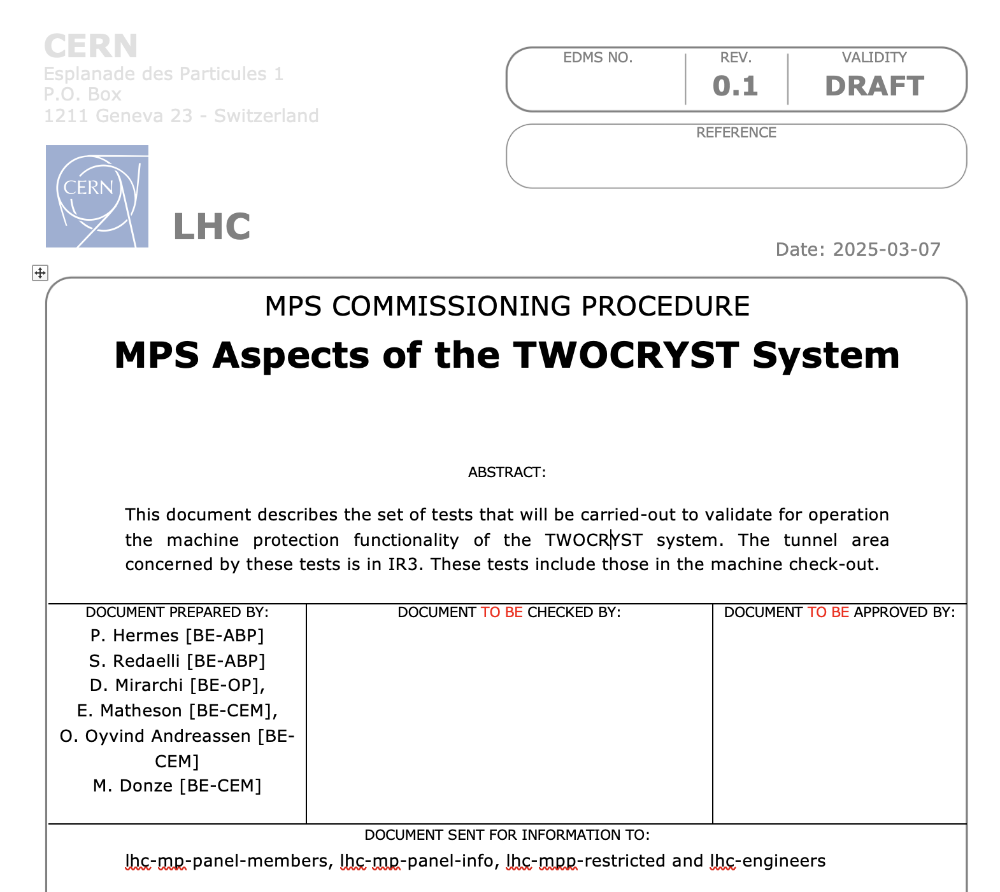 CERN
Esplanade des Particules 1
P.O. Box
1211 Geneva 23 - Switzerland
EDMS NO.
REV.
VALIDITY
0.1
DRAFT
REFERENCE
CERN
LHC
Date: 2025-03-07
MPS COMMISSIONING PROCEDURE
MPS Aspects of the TWOCRYST System
ABSTRACT:
This document describes the set of tests that will be carried-out to validate for operation
the machine protection functionality of the TWOCRYST system. The tunnel area
concerned by these tests is in IR3. These tests include those in the machine check-out.
DOCUMENT PREPARED BY:
P. Hermes [BE-ABP]
S. Redaelli [BE-ABP]
D. Mirarchi [BE-OP],
E. Matheson [BE-CEM],
O. Oyvind Andreassen [BE-
CEM]
M. Donze [BE-CEM]
DOCUMENT TO BE CHECKED BY:
DOCUMENT TO BE APPROVED BY:
DOCUMENT SENT FOR INFORMATION TO:
lhc-mp-panel-members, lhc-mp-panel-info, lhc-mpp-restricted and lhc-engineers